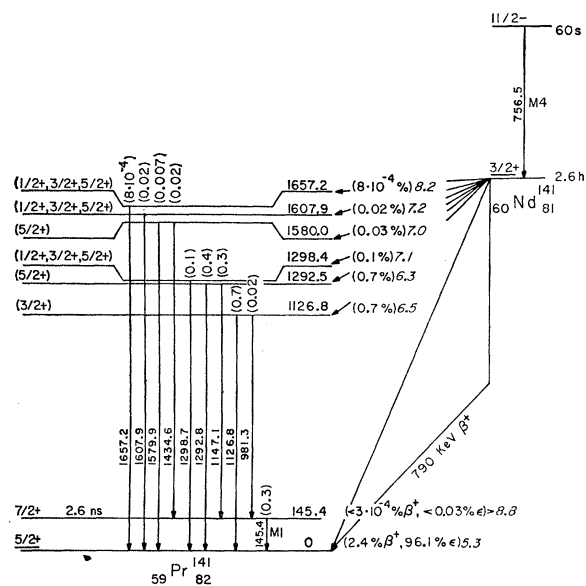 11/2−
60s
756.5
M4
3/2+
2.6h
141
60 Nd 81
(8·10⁻⁴)
(0.02)
(0.007)
(0.02)
(1/2+,3/2+,5/2+) 1657.2 (8·10⁻⁴%)8.2
(1/2+,3/2+,5/2+) 1607.9 (0.02%)7.2
(5/2+) 1580.0 (0.03%)7.0
(1/2+,3/2+,5/2+) 1298.4 (0.1%)7.1
(5/2+) 1292.5 (0.7%)6.3
(3/2+) 1126.8 (0.7%)6.5
(0.1)
(0.4)
(0.3)
(0.7)
(0.02)
1657.2
1607.9
1579.9
1434.6
1298.7
1292.8
1147.1
1126.8
981.3
790 KeV β⁺
7/2+ 2.6 ns 145.4 (<3·10⁻⁴%β⁺, <0.03%ε)>8.8
(0.3)
145.4
M1
5/2+ 0 (2.4%β⁺, 96.1%ε)5.3
141
59 Pr 82